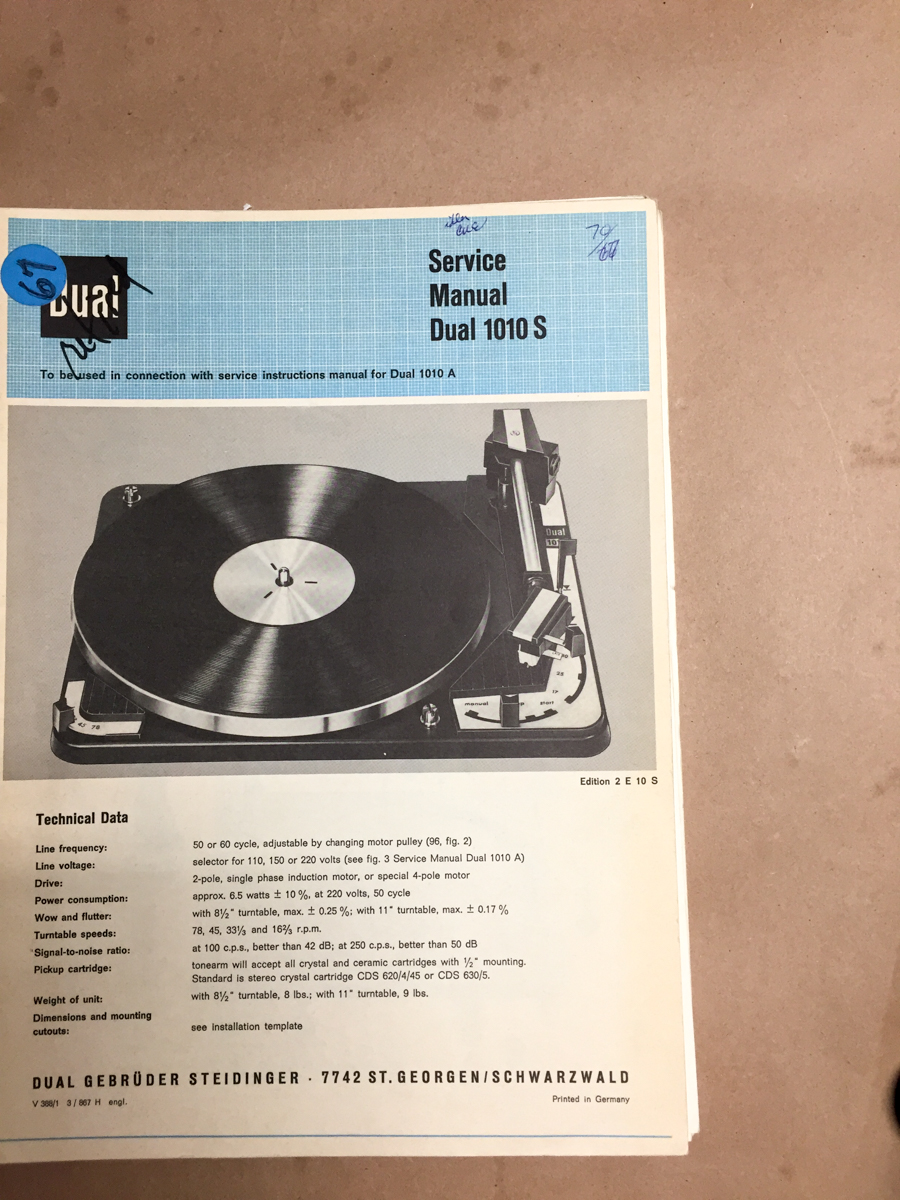 67
Dual
Service
Manual
Dual 1010 S
70/
To be used in connection with service instructions manual for Dual 1010 A
Dual
101
25
17
manual
start
45 78
Edition 2 E 10 S
Technical Data
Line frequency: 50 or 60 cycle, adjustable by changing motor pulley (96, fig. 2)
Line voltage: selector for 110, 150 or 220 volts (see fig. 3 Service Manual Dual 1010 A)
Drive: 2-pole, single phase induction motor, or special 4-pole motor
Power consumption: approx. 6.5 watts ± 10 %, at 220 volts, 50 cycle
Wow and flutter: with 8½" turntable, max. ± 0.25 %; with 11" turntable, max. ± 0.17 %
Turntable speeds: 78, 45, 33⅓ and 16⅔ r.p.m.
Signal-to-noise ratio: at 100 c.p.s., better than 42 dB; at 250 c.p.s., better than 50 dB
Pickup cartridge: tonearm will accept all crystal and ceramic cartridges with ½" mounting.
Standard is stereo crystal cartridge CDS 620/4/45 or CDS 630/5.
Weight of unit: with 8½" turntable, 8 lbs.; with 11" turntable, 9 lbs.
Dimensions and mounting
cutouts: see installation template
DUAL GEBRÜDER STEIDINGER · 7742 ST. GEORGEN/SCHWARZWALD
V 388/1 3 / 867 H engl.
Printed in Germany